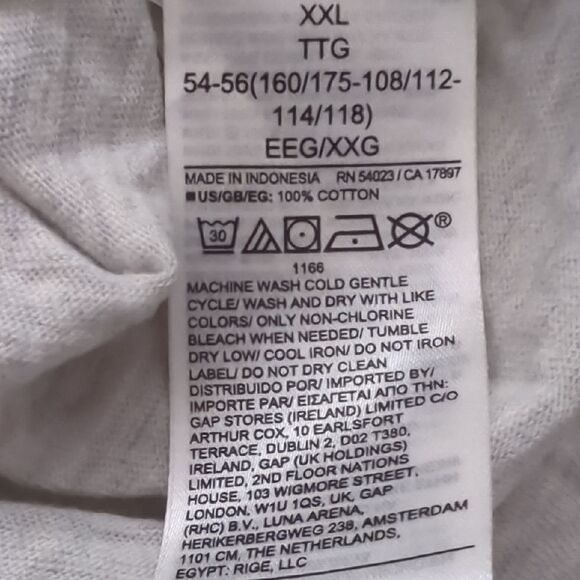 XXL
TTG
54-56(160/175-108/112-
114/118)
EEG/XXG
MADE IN INDONESIA RN 54023 / CA 17897
■US/GB/EG: 100% COTTON
30 ®
1166
MACHINE WASH COLD GENTLE
CYCLE/ WASH AND DRY WITH LIKE
COLORS/ ONLY NON-CHLORINE
BLEACH WHEN NEEDED/ TUMBLE
DRY LOW/ COOL IRON/ DO NOT IRON
LABEL/ DO NOT DRY CLEAN
DISTRIBUIDO POR/ IMPORTED BY/
IMPORTE PAR/ ΕΙΣΑΓΕΤΑΙ ΑΠΟ ΤΗΝ:
GAP STORES (IRELAND) LIMITED C/O
ARTHUR COX, 10 EARLSFORT
TERRACE, DUBLIN 2, D02 T380,
IRELAND, GAP (UK HOLDINGS)
LIMITED, 2ND FLOOR NATIONS
HOUSE, 103 WIGMORE STREET,
LONDON, W1U 1QS, UK, GAP
(RHC) B.V., LUNA ARENA,
HERIKERBERGWEG 238, AMSTERDAM
1101 CM, THE NETHERLANDS,
EGYPT: RIGE, LLC